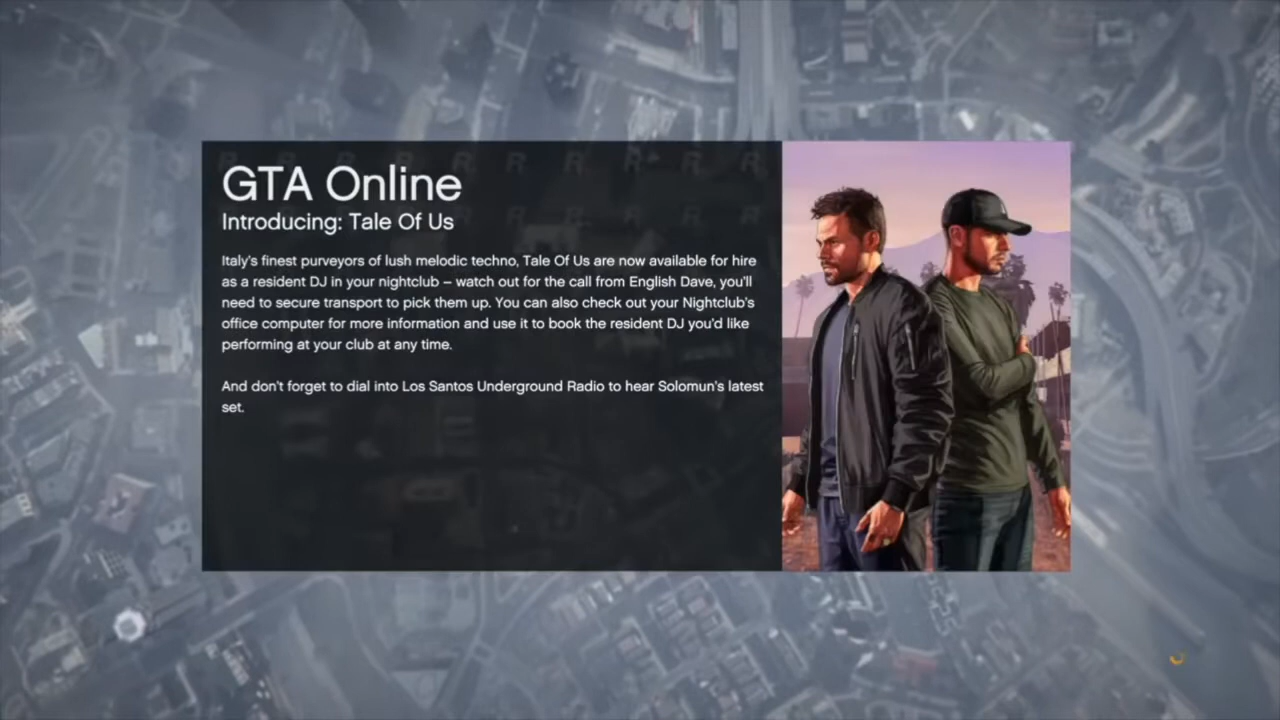 GTA Online
Introducing: Tale Of Us
Italy's finest purveyors of lush melodic techno, Tale Of Us are now available for hire
as a resident DJ in your nightclub – watch out for the call from English Dave, you'll
need to secure transport to pick them up. You can also check out your Nightclub's
office computer for more information and use it to book the resident DJ you'd like
performing at your club at any time.
And don't forget to dial into Los Santos Underground Radio to hear Solomun's latest
set.